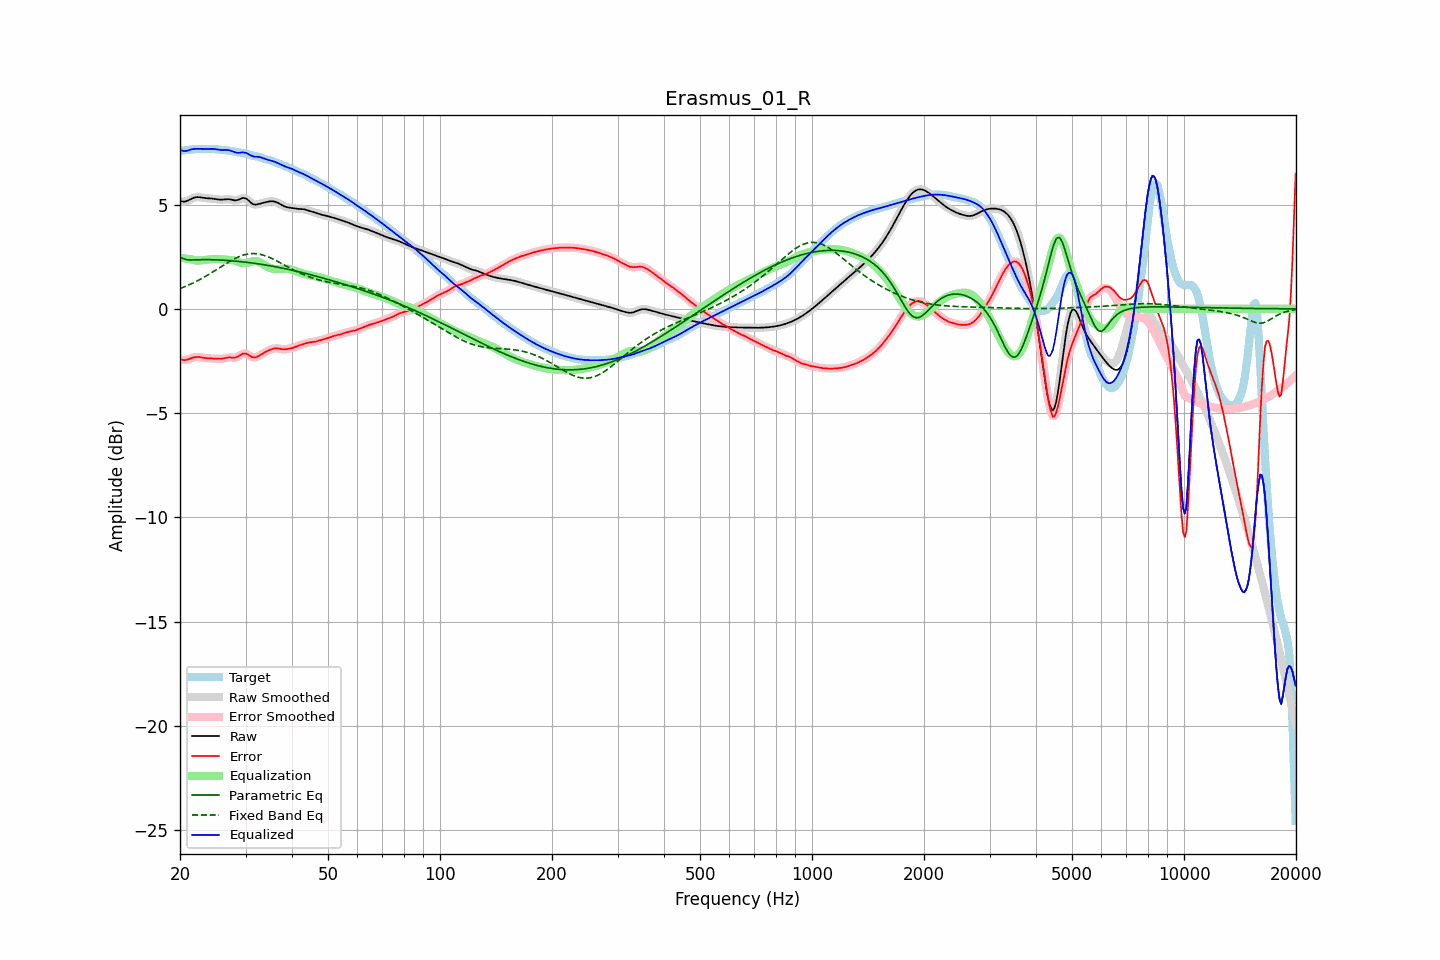 Erasmus_01_R
Amplitude (dBr)
5
0
−5
−10
−15
−20
−25
Target
Raw Smoothed
Error Smoothed
Raw
Error
Equalization
Parametric Eq
Fixed Band Eq
Equalized
20 50 100 200 500 1000 2000 5000 10000 20000
Frequency (Hz)